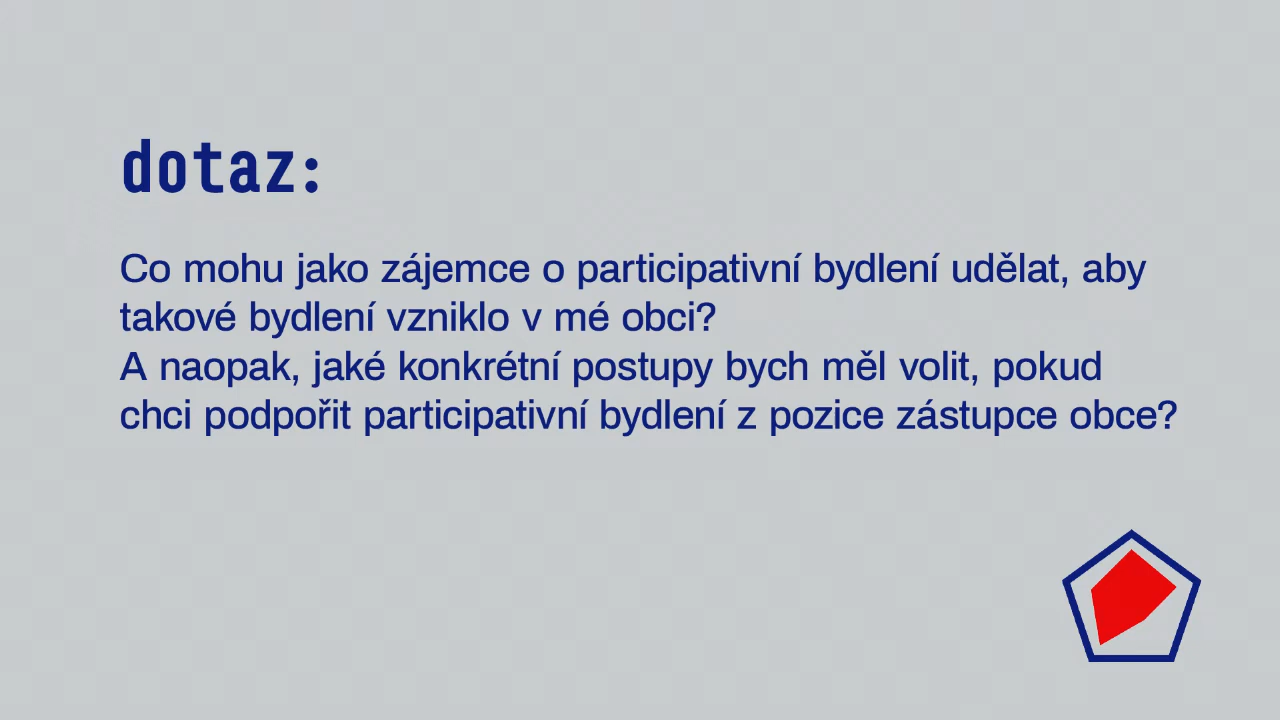 dotaz:
Co mohu jako zájemce o participativní bydlení udělat, aby
takové bydlení vzniklo v mé obci?
A naopak, jaké konkrétní postupy bych měl volit, pokud
chci podpořit participativní bydlení z pozice zástupce obce?